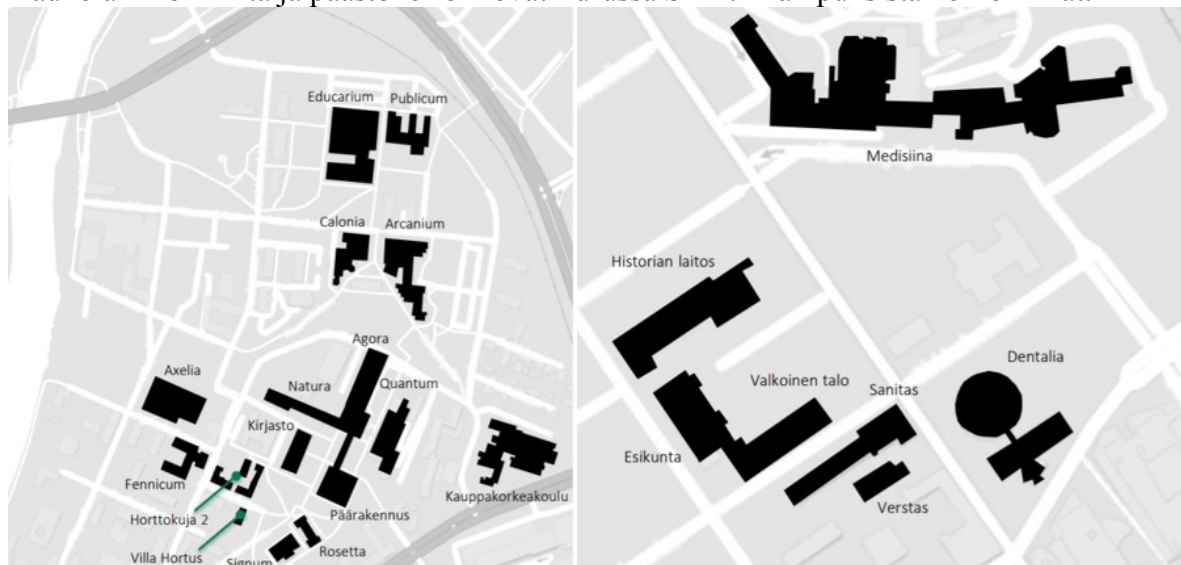 Educarium
Publicum
Calonia
Arcanium
Agora
Axelia
Natura
Quantum
Kirjasto
Fennicum
Kauppakorkeakoulu
Horttokuja 2
Päärakennus
Villa Hortus
Rosetta
Signum
Medisiina
Historian laitos
Dentalia
Valkoinen talo
Sanitas
Esikunta
Verstas